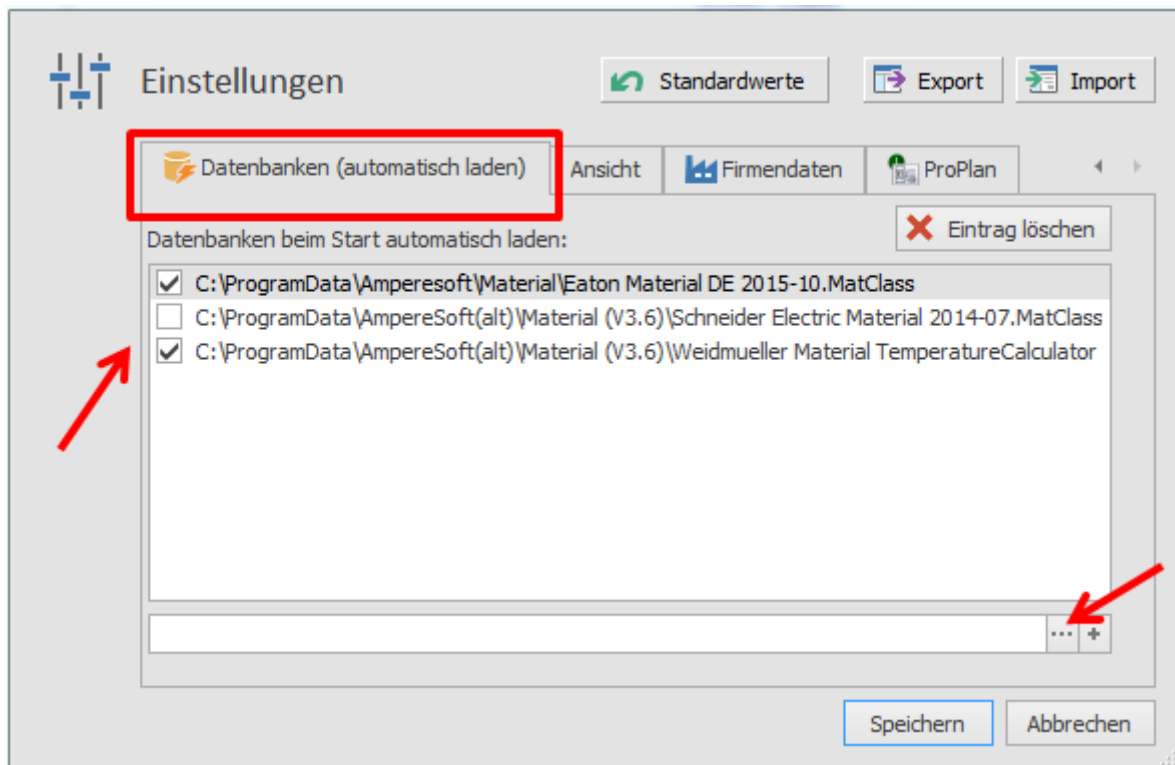 Einstellungen
Standardwerte
Export
Import
Datenbanken (automatisch laden)
Ansicht
Firmendaten
ProPlan
Datenbanken beim Start automatisch laden:
Eintrag löschen
C:\ProgramData\Amperesoft\Material\Eaton Material DE 2015-10.MatClass
C:\ProgramData\AmpereSoft(alt)\Material (V3.6)\Schneider Electric Material 2014-07.MatClass
C:\ProgramData\AmpereSoft(alt)\Material (V3.6)\Weidmueller Material TemperatureCalculator
... +
Speichern
Abbrechen